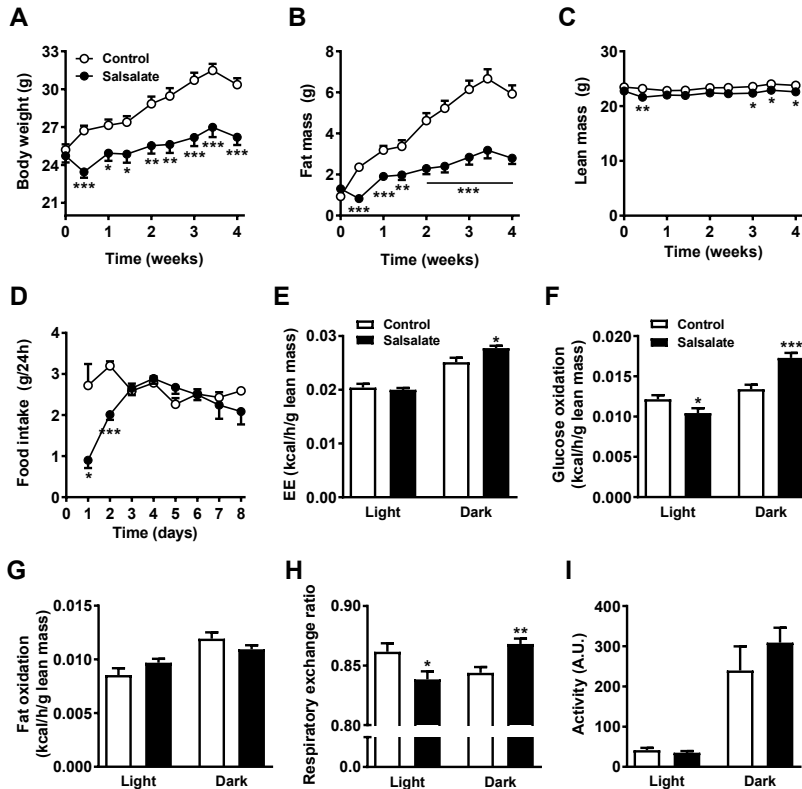 A
B
C
Control
Salsalate
Body weight (g)
33
30
27
24
21
***
*
*
**
**
***
***
***
0
1
2
3
4
Time (weeks)
Fat mass (g)
8
6
4
2
0
***
***
**
***
0
1
2
3
4
Time (weeks)
Lean mass (g)
30
20
10
0
**
*
*
*
0
1
2
3
4
Time (weeks)
D
E
F
Food intake (g/24h)
4
3
2
1
0
*
***
0
1
2
3
4
5
6
7
8
Time (days)
Control
Salsalate
EE (kcal/h/g lean mass)
0.03
0.02
0.01
0.00
*
Light
Dark
Control
Salsalate
Glucose oxidation
(kcal/h/g lean mass)
0.020
0.015
0.010
0.005
0.000
*
***
Light
Dark
G
H
I
Fat oxidation
(kcal/h/g lean mass)
0.015
0.010
0.005
0.000
Light
Dark
Respiratory exchange ratio
0.90
0.85
0.80
0.0
*
**
Light
Dark
Activity (A.U.)
400
300
200
100
0
Light
Dark